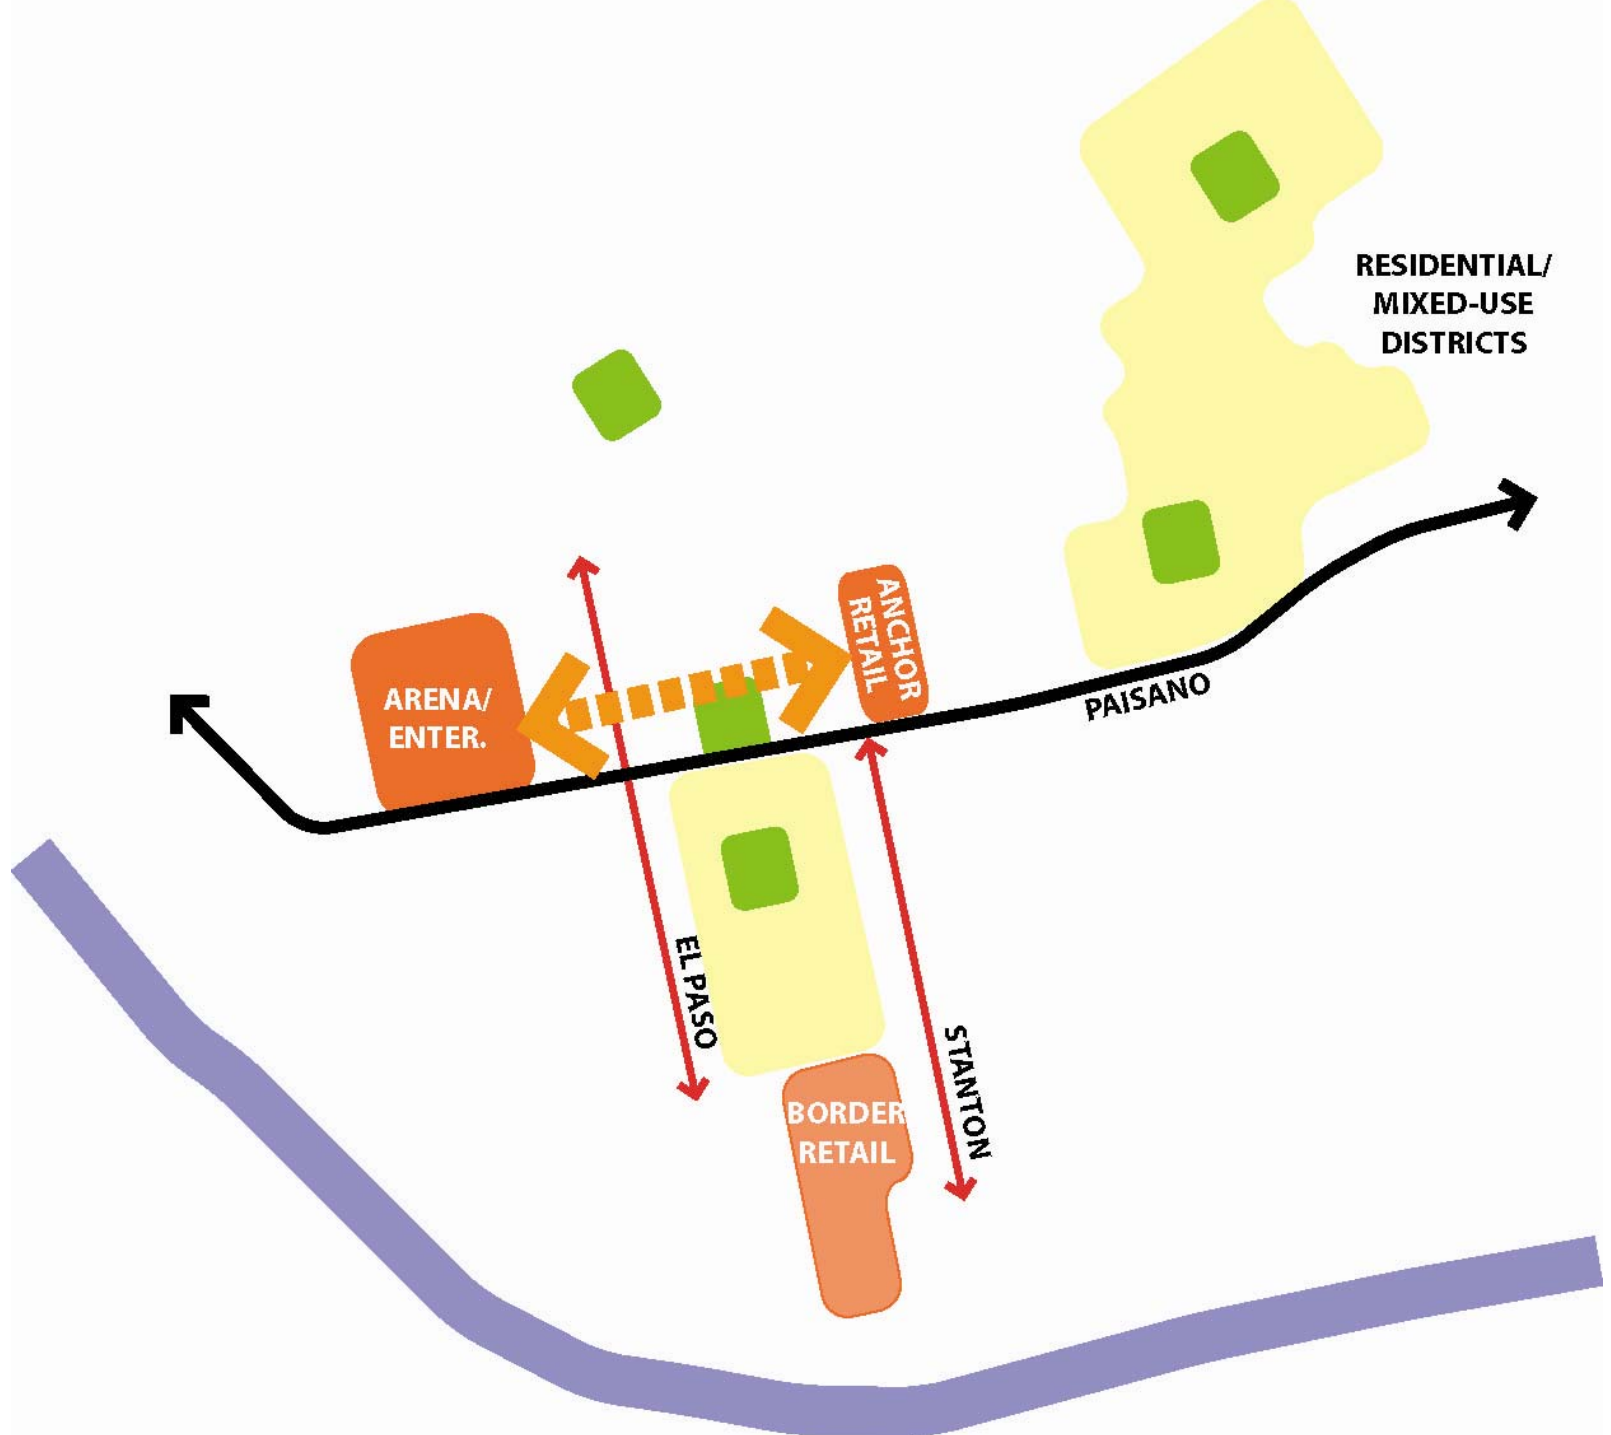 RESIDENTIAL/
MIXED-USE
DISTRICTS
ANCHOR
RETAIL
ARENA/
ENTER.
PAISANO
EL PASO
STANTON
BORDER
RETAIL